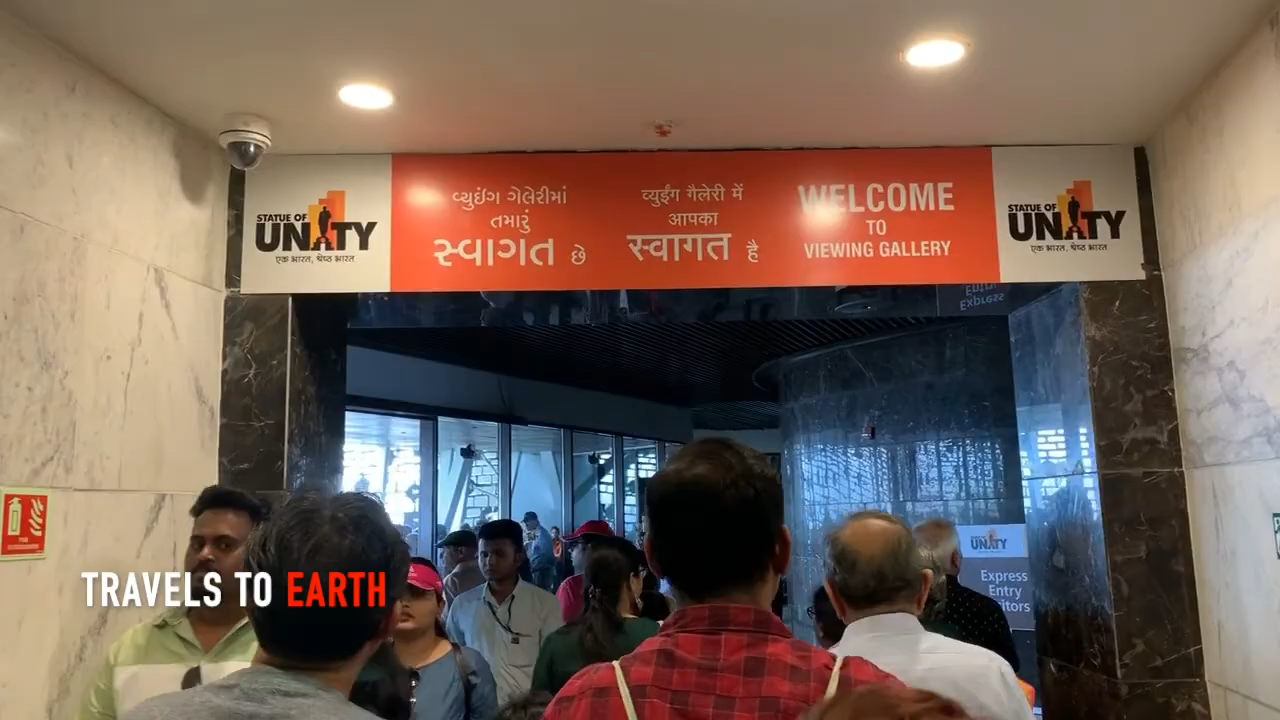 STATUE OF
UNITY
एक भारत, श्रेष्ठ भारत
વ્યુઇંગ ગેલેરીમાં
તમારું
સ્વાગત છે
व्युईंग गैलेरी में
आपका
स्वागत है
WELCOME
TO
VIEWING GALLERY
STATUE OF
UNITY
एक भारत, श्रेष्ठ भारत
UNITY
Express
Entry
TRAVELS TO EARTH